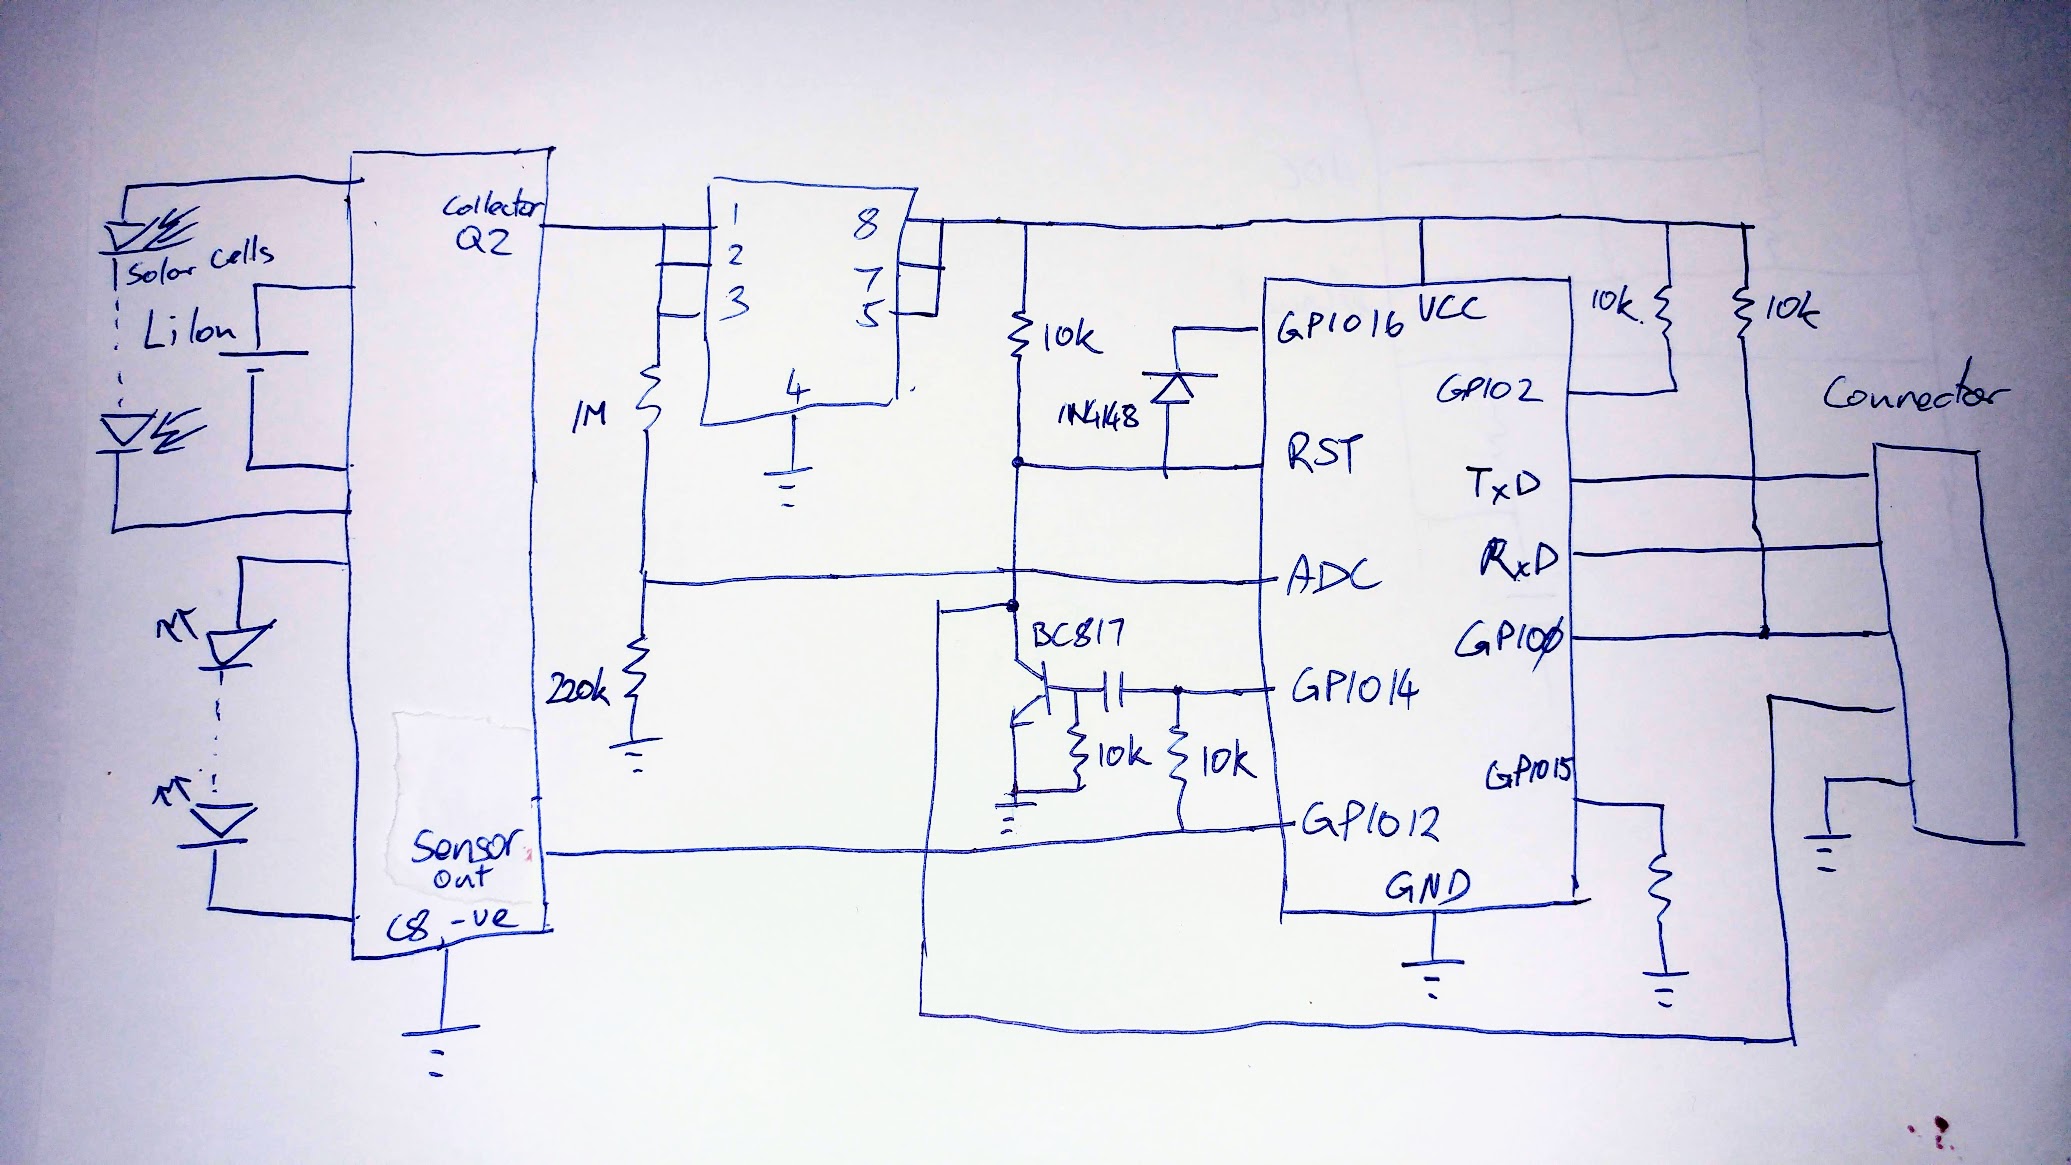 Collector
Q2
Solar Cells
LiIon
1
2
3
4
8
7
5
1M
220k
10k
1N4148
BC817
10k
10k
GPIO16
VCC
RST
ADC
GPIO14
GPIO12
GND
GPIO2
TxD
RxD
GPIO0
GPIO15
10k
10k
Connector
Sensor
Out
C8 -ve